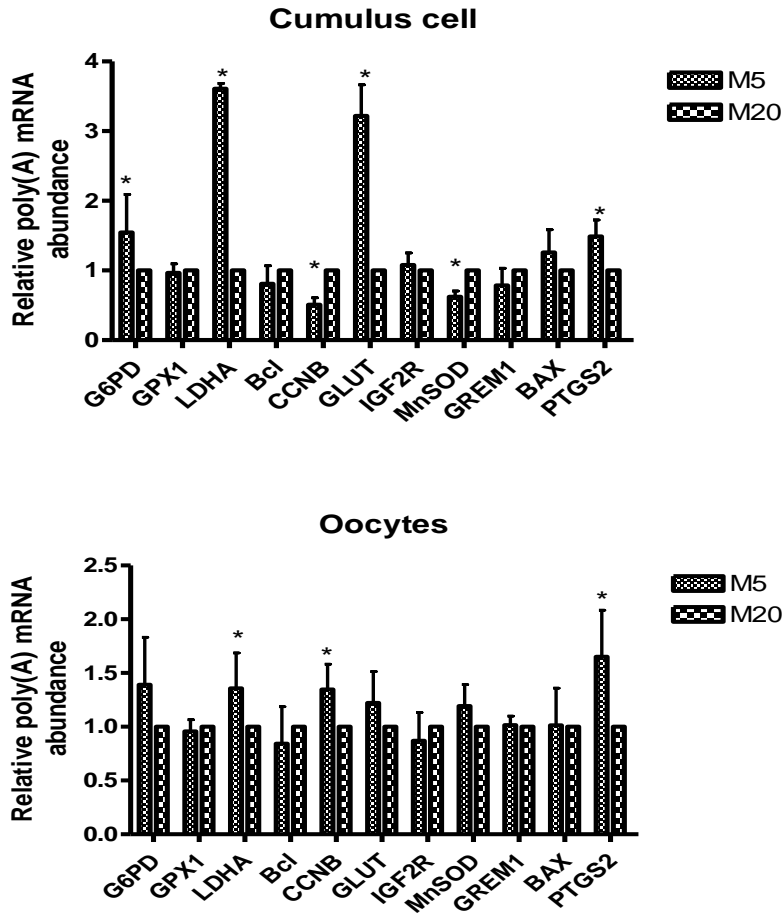 Cumulus cell
Relative poly(A) mRNA
abundance
4
3
2
1
0
*
*
*
*
*
*
M5
M20
G6PD
GPX1
LDHA
Bcl
CCNB
GLUT
IGF2R
MnSOD
GREM1
BAX
PTGS2
Oocytes
Relative poly(A) mRNA
abundance
2.5
2.0
1.5
1.0
0.5
0.0
*
*
*
M5
M20
G6PD
GPX1
LDHA
Bcl
CCNB
GLUT
IGF2R
MnSOD
GREM1
BAX
PTGS2